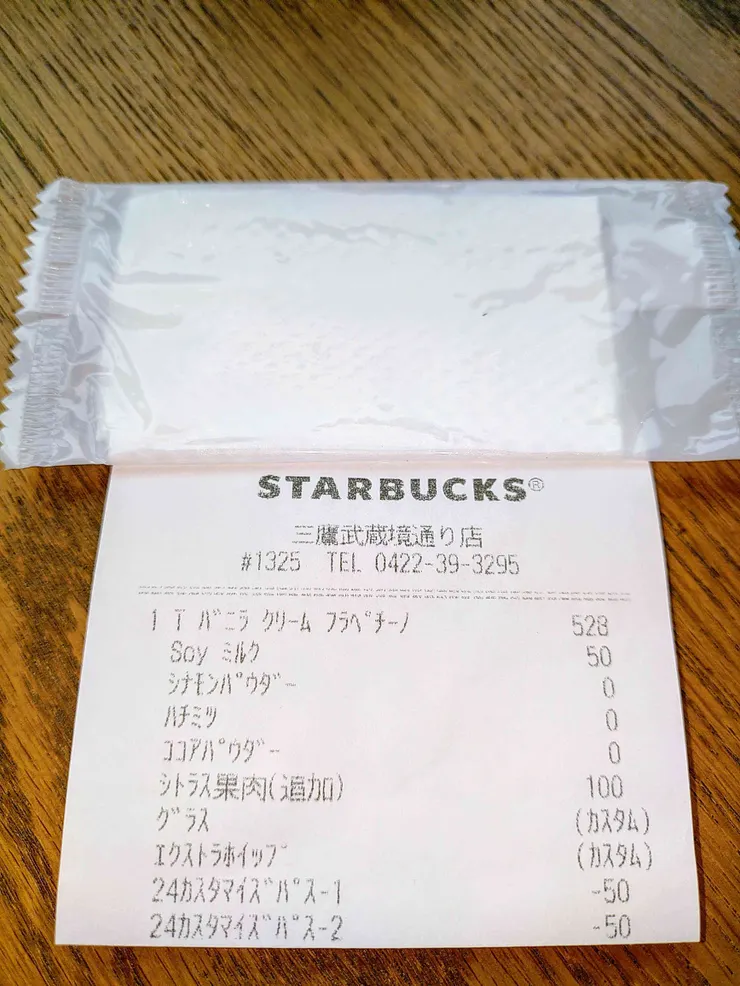 STARBUCKS®
三鷹武蔵境通り店
#1325 TEL 0422-39-3295
1 T バニラ クリーム フラペチーノ 528
Soy ミルク 50
シナモンパウダー 0
ハチミツ 0
ココアパウダー 0
シトラス果肉(追加) 100
グラス (カスタム)
エクストラホイップ (カスタム)
24カスタマイズパス-1 -50
24カスタマイズパス-2 -50